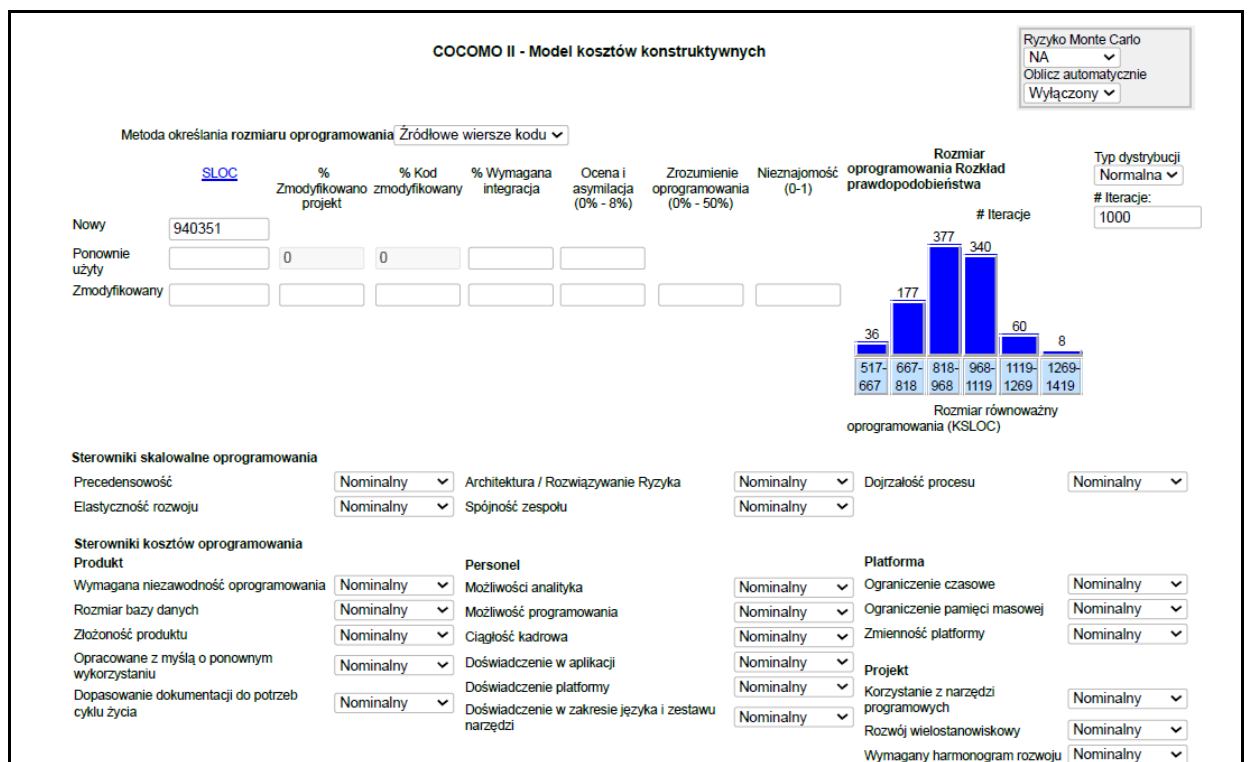 COCOMO II - Model kosztów konstruktywnych
Ryzyko Monte Carlo
NA
Oblicz automatycznie
Wyłączony
Metoda określania rozmiaru oprogramowania Źródłowe wiersze kodu
SLOC
%
Zmodyfikowano
projekt
% Kod
zmodyfikowany
% Wymagana
integracja
Ocena i
asymilacja
(0% - 8%)
Zrozumienie
oprogramowania
(0% - 50%)
Nieznajomość
(0-1)
Nowy 940351
Ponownie
użyty
0 0
Zmodyfikowany
Rozmiar
oprogramowania Rozkład
prawdopodobieństwa
Typ dystrybucji
Normalna
# Iteracje:
1000
# Iteracje
36 177 377 340 60 8
517- 667- 818- 968- 1119- 1269-
667 818 968 1119 1269 1419
Rozmiar równoważny
oprogramowania (KSLOC)
Sterowniki skalowalne oprogramowania
Precedensowość Nominalny Architektura / Rozwiązywanie Ryzyka Nominalny Dojrzałość procesu Nominalny
Elastyczność rozwoju Nominalny Spójność zespołu Nominalny
Sterowniki kosztów oprogramowania
Produkt
Wymagana niezawodność oprogramowania Nominalny
Rozmiar bazy danych Nominalny
Złożoność produktu Nominalny
Opracowane z myślą o ponownym
wykorzystaniu Nominalny
Dopasowanie dokumentacji do potrzeb
cyklu życia Nominalny
Personel
Możliwości analityka Nominalny
Możliwość programowania Nominalny
Ciągłość kadrowa Nominalny
Doświadczenie w aplikacji Nominalny
Doświadczenie platformy Nominalny
Doświadczenie w zakresie języka i zestawu
narzędzi Nominalny
Platforma
Ograniczenie czasowe Nominalny
Ograniczenie pamięci masowej Nominalny
Zmienność platformy Nominalny
Projekt
Korzystanie z narzędzi
programowych Nominalny
Rozwój wielostanowiskowy Nominalny
Wymagany harmonogram rozwoju Nominalny